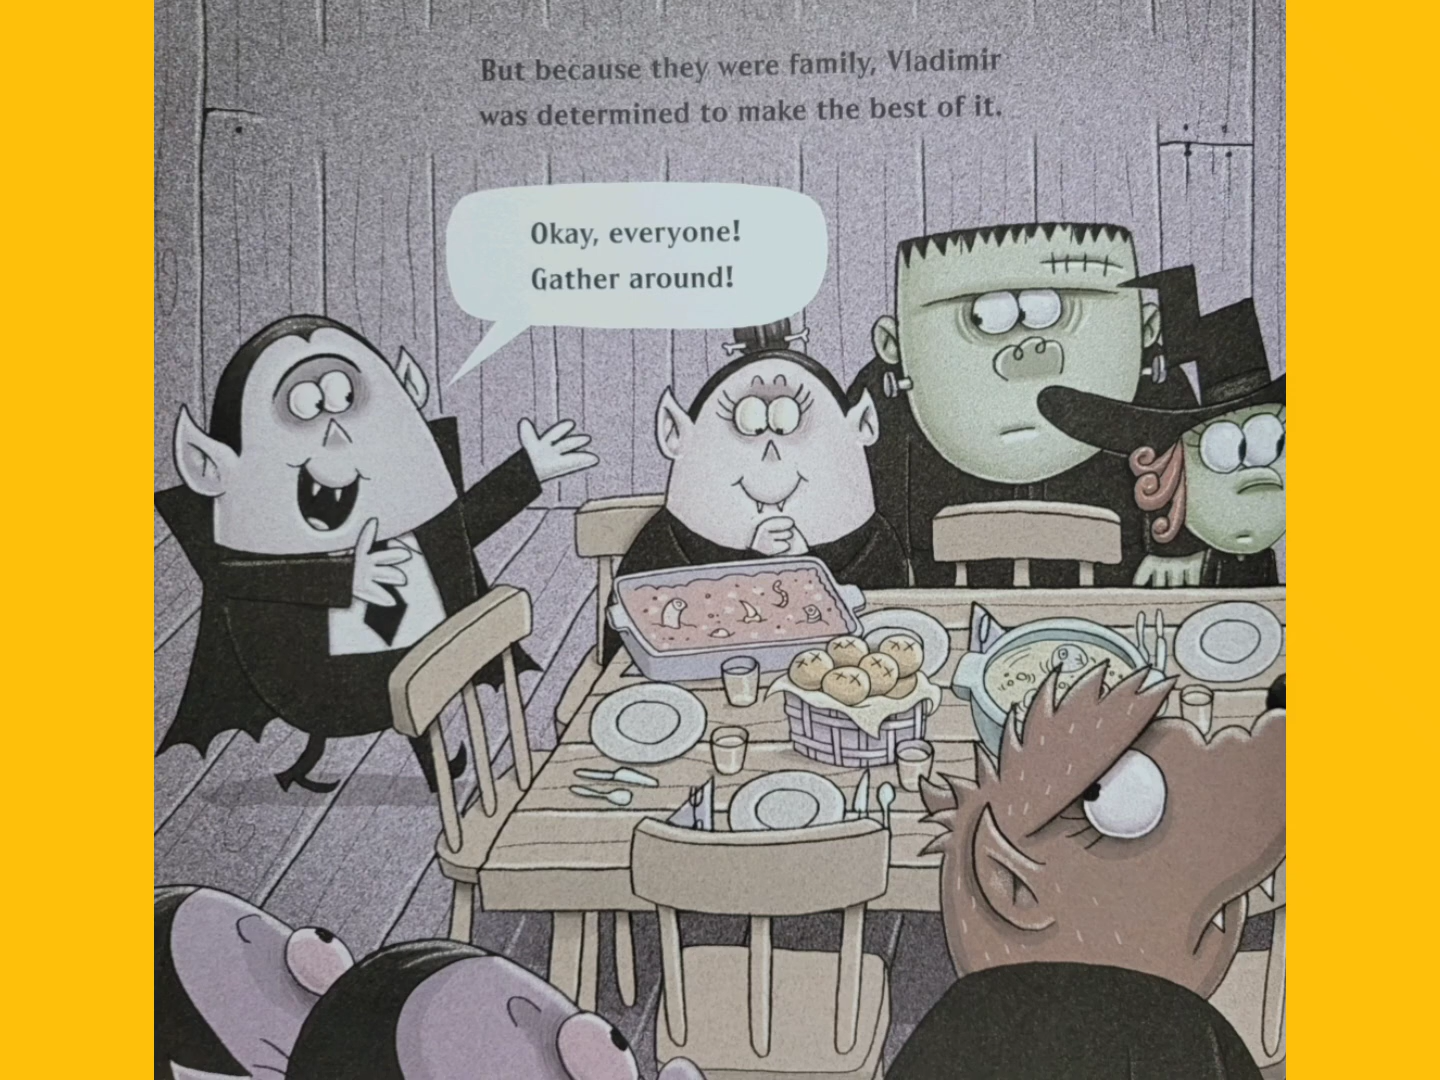 But because they were family, Vladimir
was determined to make the best of it.
Okay, everyone!
Gather around!